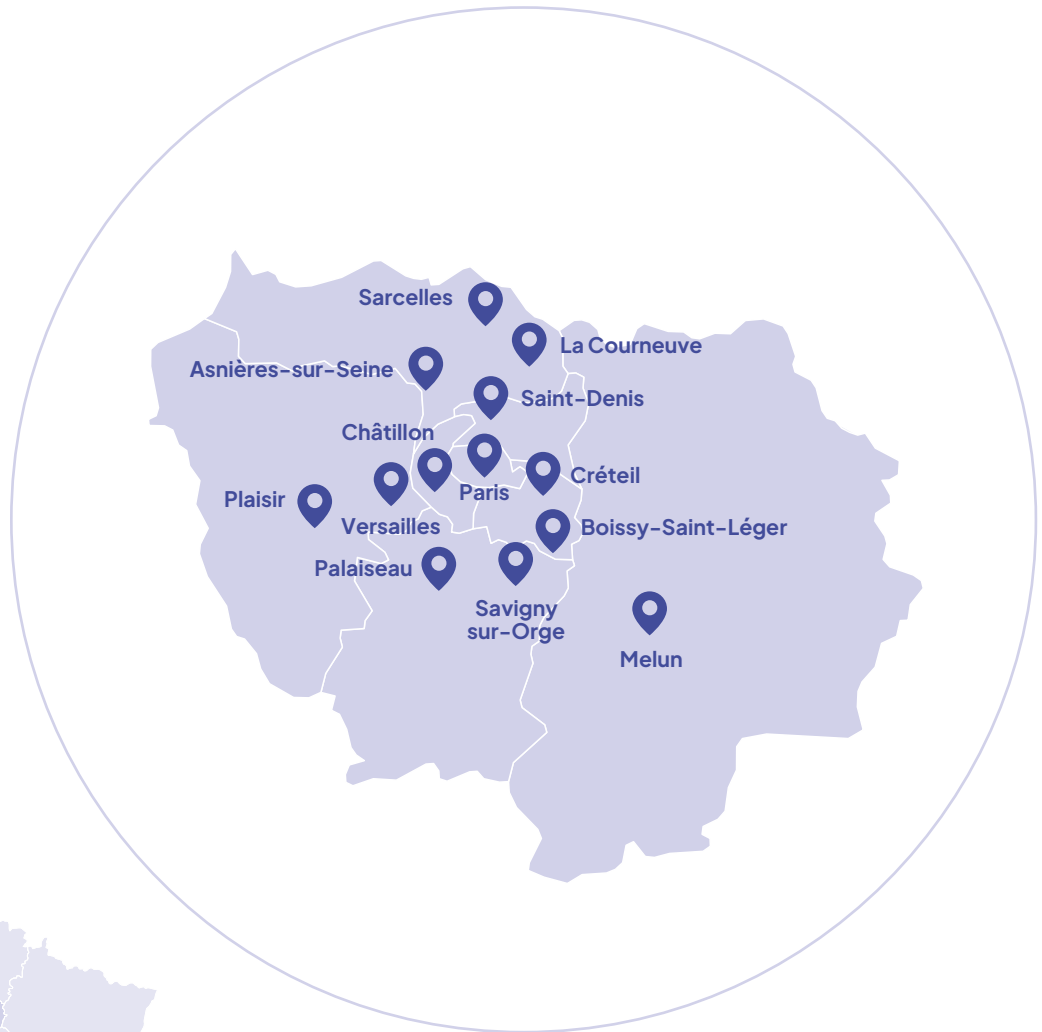 Sarcelles
La Courneuve
Asnières-sur-Seine
Saint-Denis
Châtillon
Créteil
Paris
Plaisir
Versailles
Boissy-Saint-Léger
Palaiseau
Savigny
sur-Orge
Melun